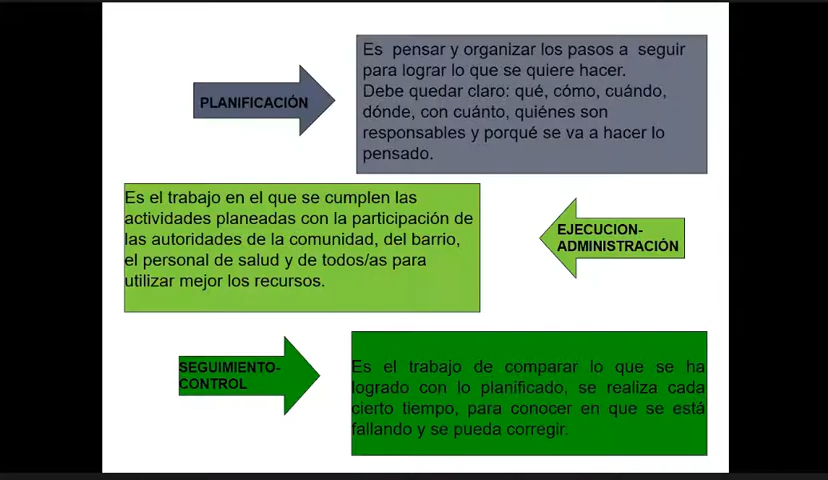 PLANIFICACIÓN
Es pensar y organizar los pasos a seguir
para lograr lo que se quiere hacer.
Debe quedar claro: qué, cómo, cuándo,
dónde, con cuánto, quiénes son
responsables y porqué se va a hacer lo
pensado.
Es el trabajo en el que se cumplen las
actividades planeadas con la participación de
las autoridades de la comunidad, del barrio,
el personal de salud y de todos/as para
utilizar mejor los recursos.
EJECUCION-
ADMINISTRACIÓN
SEGUIMIENTO-
CONTROL
Es el trabajo de comparar lo que se ha
logrado con lo planificado, se realiza cada
cierto tiempo, para conocer en que se está
fallando y se pueda corregir.